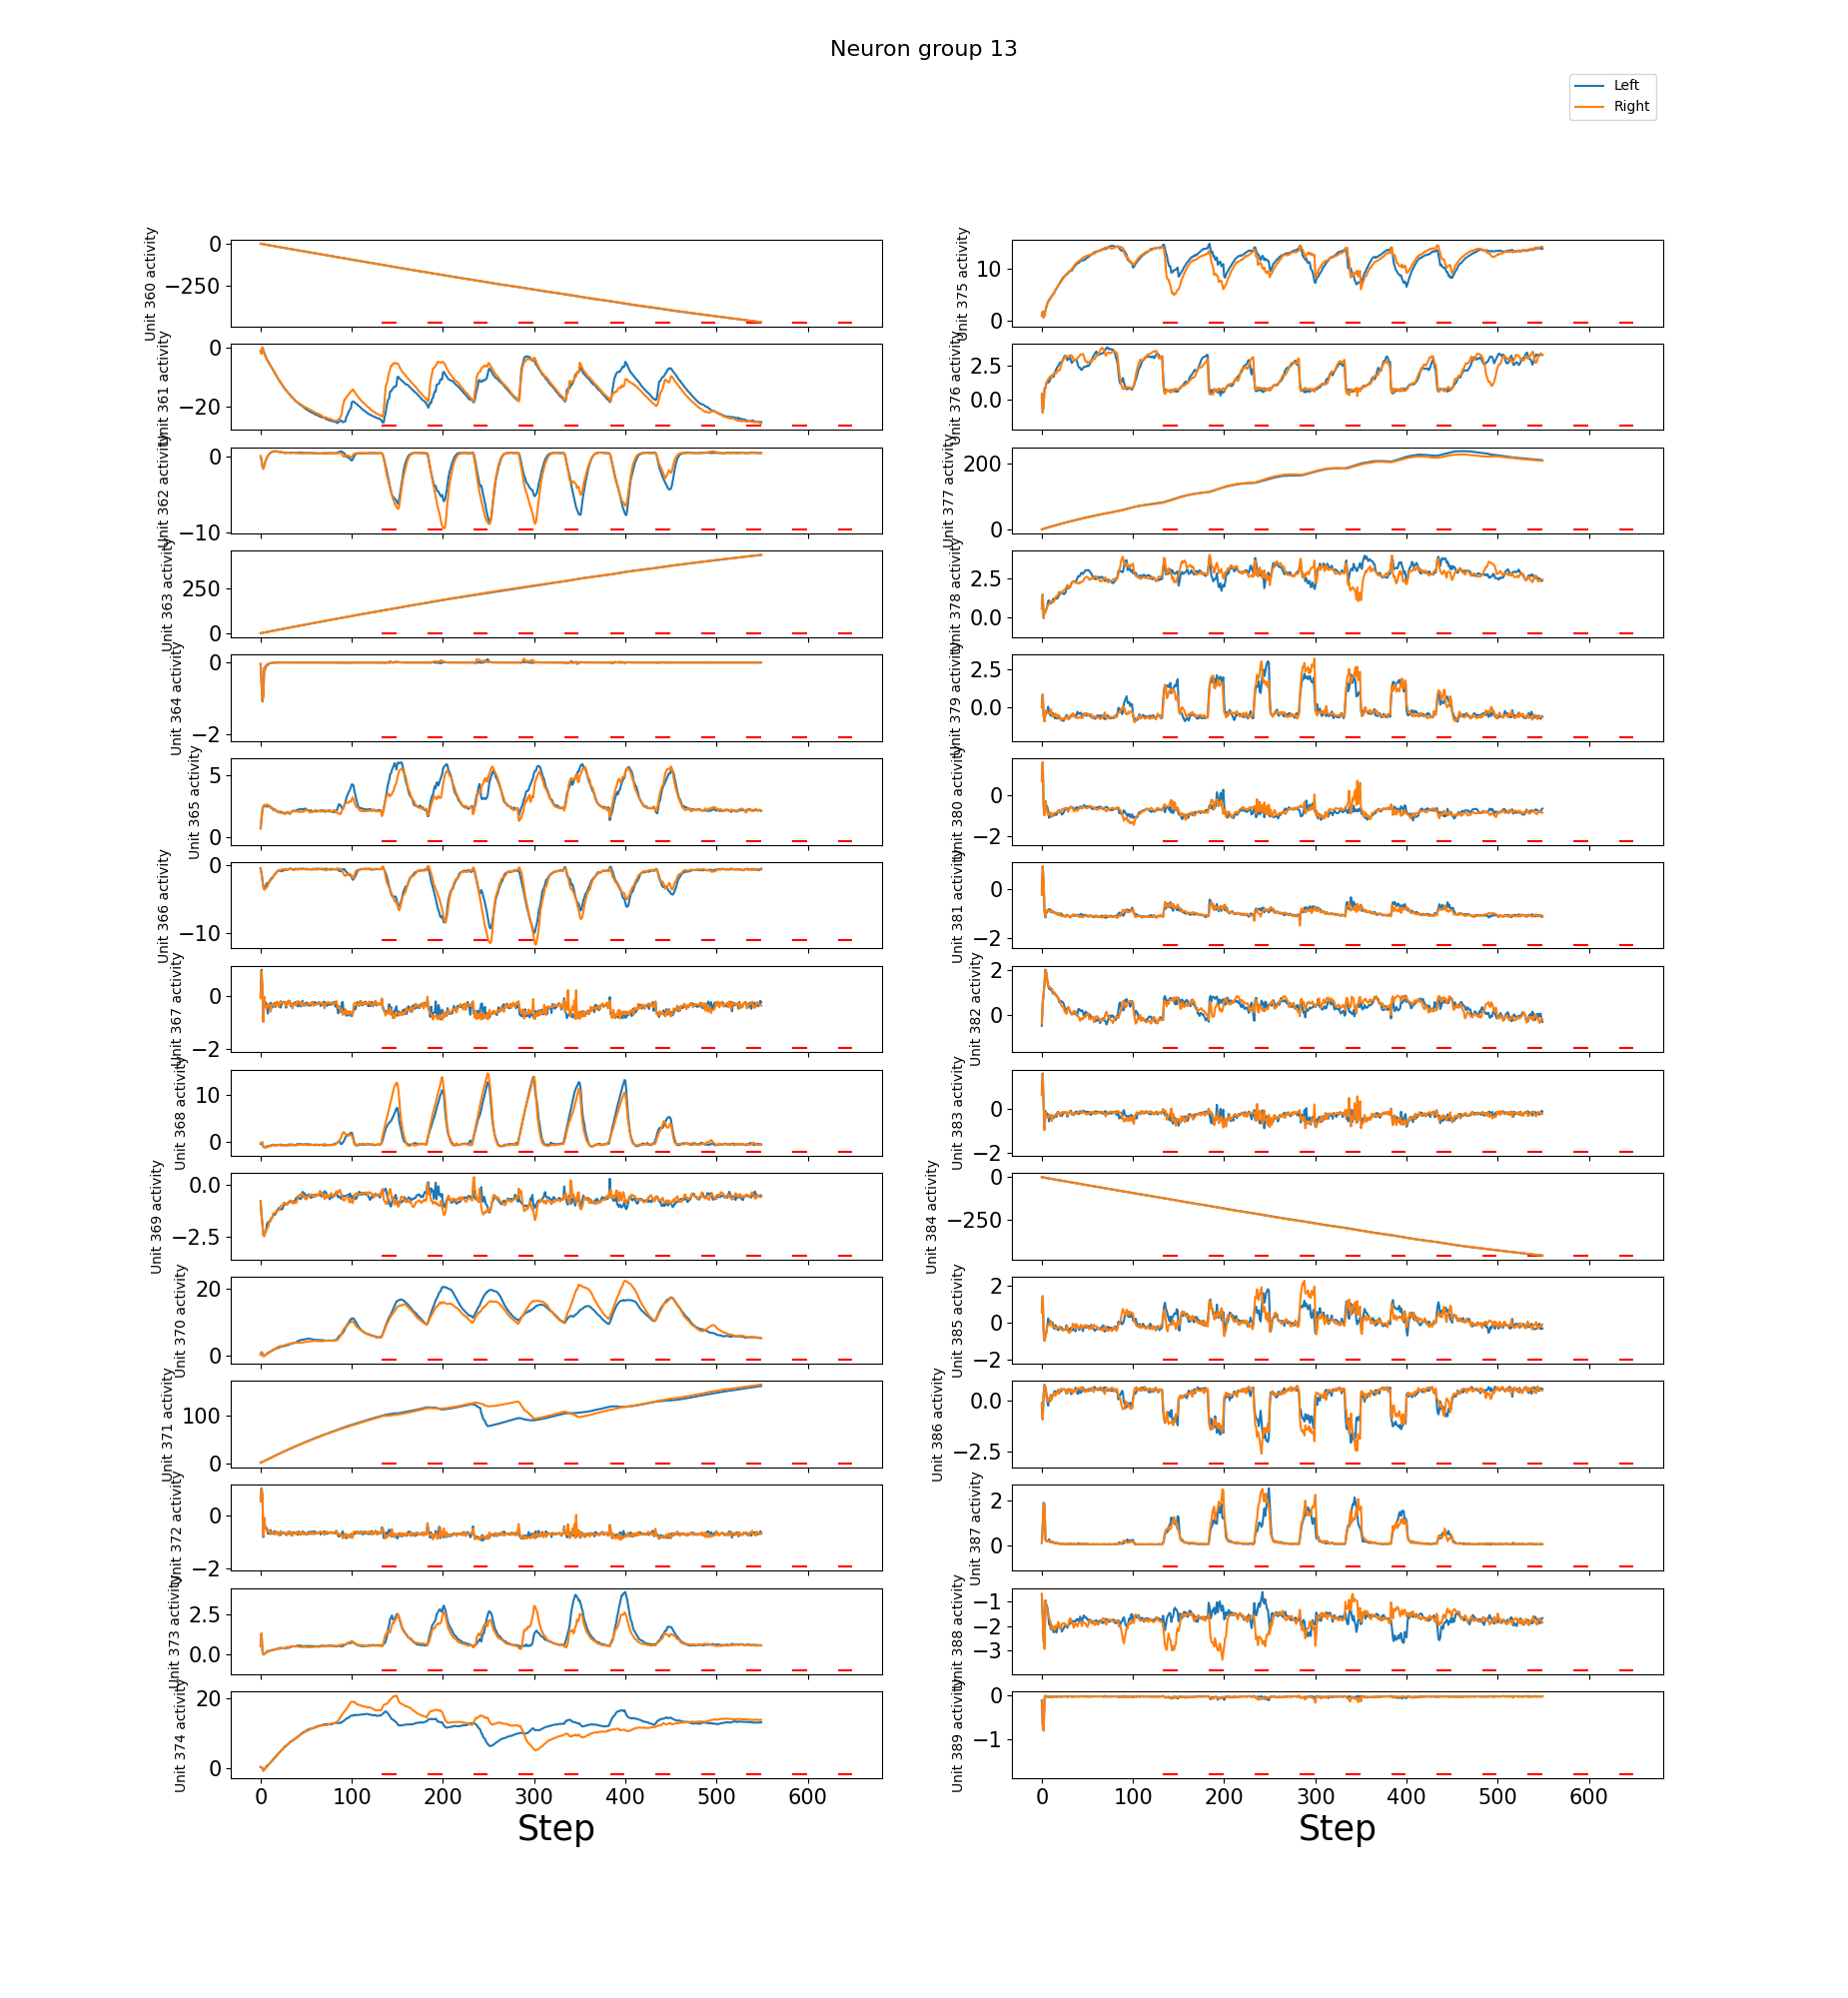 Neuron group 13
Left
Right
Unit 360 activity
0
−250
Unit 361 activity
0
−20
Unit 362 activity
0
−10
Unit 363 activity
250
0
Unit 364 activity
0
−2
Unit 365 activity
5
0
Unit 366 activity
0
−10
Unit 367 activity
0
−2
Unit 368 activity
10
0
Unit 369 activity
0.0
−2.5
Unit 370 activity
20
0
Unit 371 activity
100
0
Unit 372 activity
0
−2
Unit 373 activity
2.5
0.0
Unit 374 activity
20
0
0 100 200 300 400 500 600
Step
Unit 375 activity
10
0
Unit 376 activity
2.5
0.0
Unit 377 activity
200
0
Unit 378 activity
2.5
0.0
Unit 379 activity
2.5
0.0
Unit 380 activity
0
−2
Unit 381 activity
0
−2
Unit 382 activity
2
0
Unit 383 activity
0
−2
Unit 384 activity
0
−250
Unit 385 activity
2
0
−2
Unit 386 activity
0.0
−2.5
Unit 387 activity
2
0
Unit 388 activity
−1
−2
−3
Unit 389 activity
0
−1
0 100 200 300 400 500 600
Step